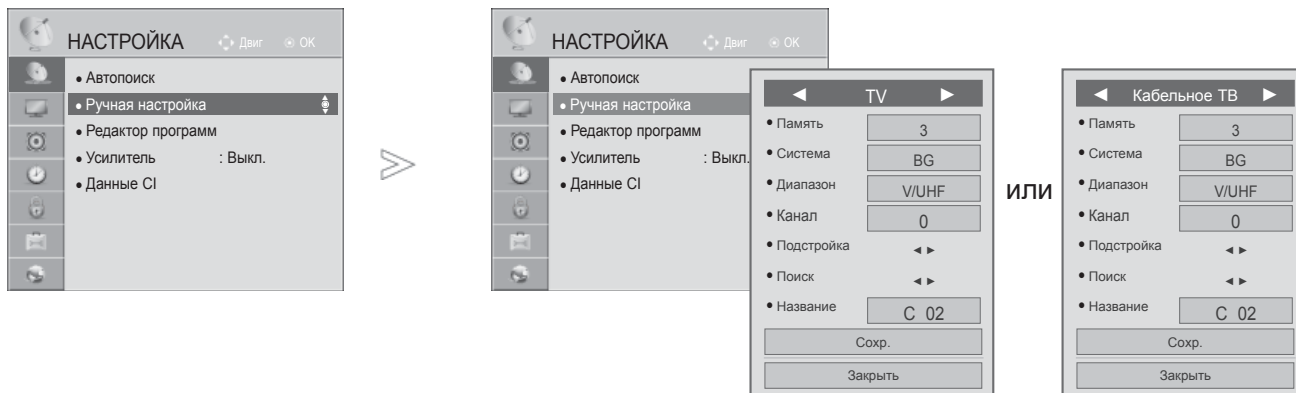 НАСТРОЙКА Двиг OK
• Автопоиск
• Ручная настройка
• Редактор программ
• Усилитель : Выкл.
• Данные CI
НАСТРОЙКА Двиг OK
• Автопоиск
• Ручная настройка
• Редактор программ
• Усилитель : Выкл.
• Данные CI
◄ TV ►
• Память 3
• Система BG
• Диапазон V/UHF
• Канал 0
• Подстройка ◄ ►
• Поиск ◄ ►
• Название C 02
Сохр.
Закрыть
или
◄ Кабельное ТВ ►
• Память 3
• Система BG
• Диапазон V/UHF
• Канал 0
• Подстройка ◄ ►
• Поиск ◄ ►
• Название C 02
Сохр.
Закрыть